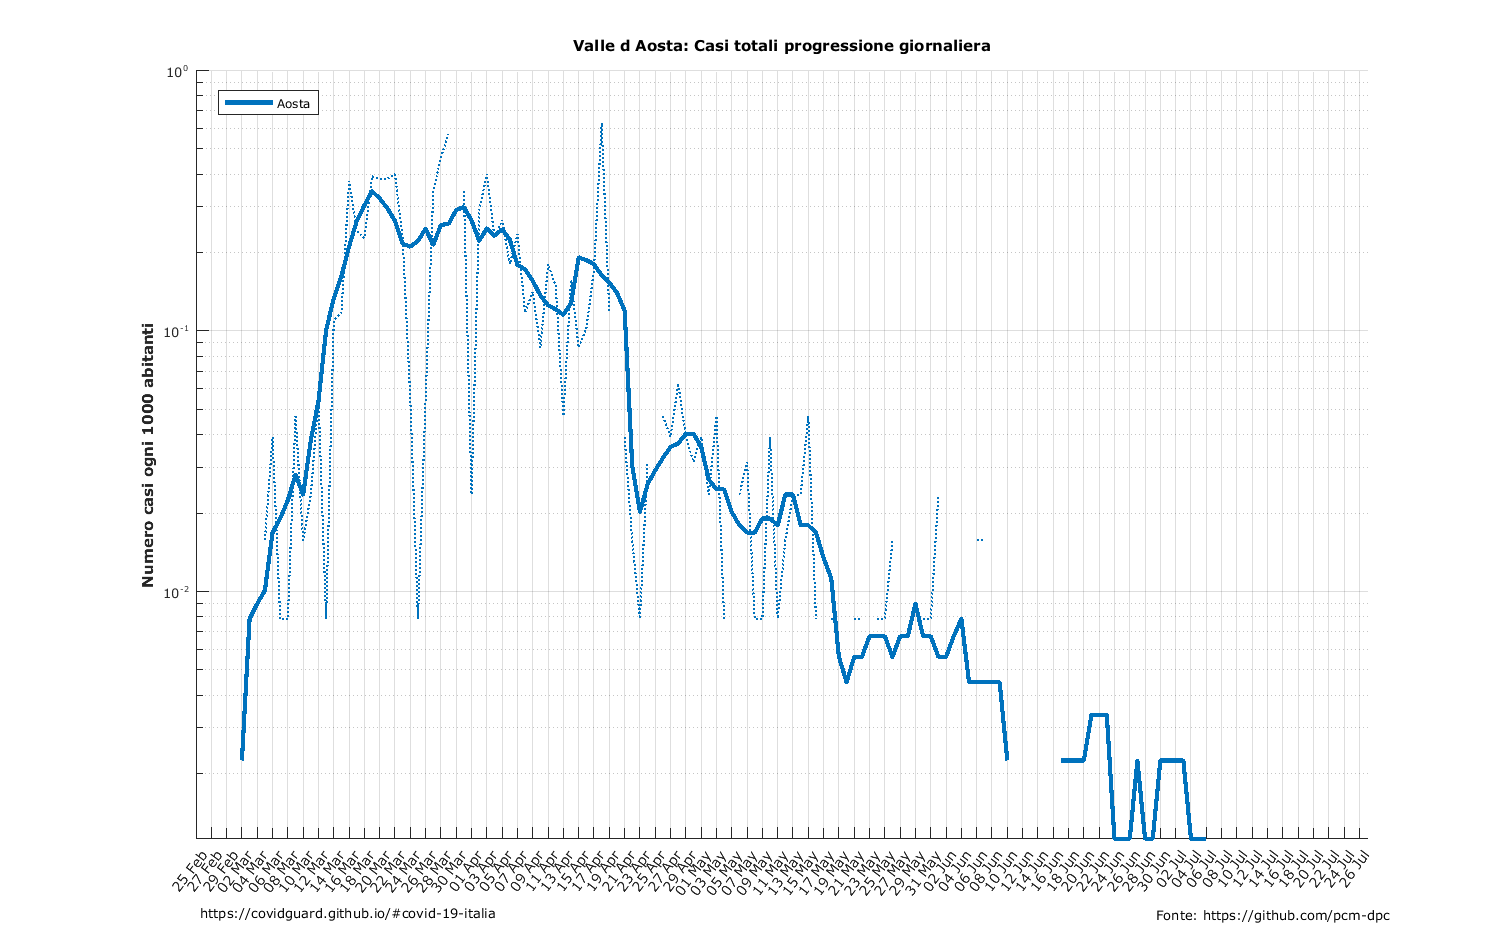 Valle d Aosta: Casi totali progressione giornaliera
10⁰
Aosta
10⁻¹
10⁻²
Numero casi ogni 1000 abitanti
25 Feb
27 Feb
29 Feb
02 Mar
04 Mar
06 Mar
08 Mar
10 Mar
12 Mar
14 Mar
16 Mar
18 Mar
20 Mar
22 Mar
24 Mar
26 Mar
28 Mar
30 Mar
01 Apr
03 Apr
05 Apr
07 Apr
09 Apr
11 Apr
13 Apr
15 Apr
17 Apr
19 Apr
21 Apr
23 Apr
25 Apr
27 Apr
29 Apr
01 May
03 May
05 May
07 May
09 May
11 May
13 May
15 May
17 May
19 May
21 May
23 May
25 May
27 May
29 May
31 May
02 Jun
04 Jun
06 Jun
08 Jun
10 Jun
12 Jun
14 Jun
16 Jun
18 Jun
20 Jun
22 Jun
24 Jun
26 Jun
28 Jun
30 Jun
02 Jul
04 Jul
06 Jul
08 Jul
10 Jul
12 Jul
14 Jul
16 Jul
18 Jul
20 Jul
22 Jul
24 Jul
26 Jul
https://covidguard.github.io/#covid-19-italia
Fonte: https://github.com/pcm-dpc